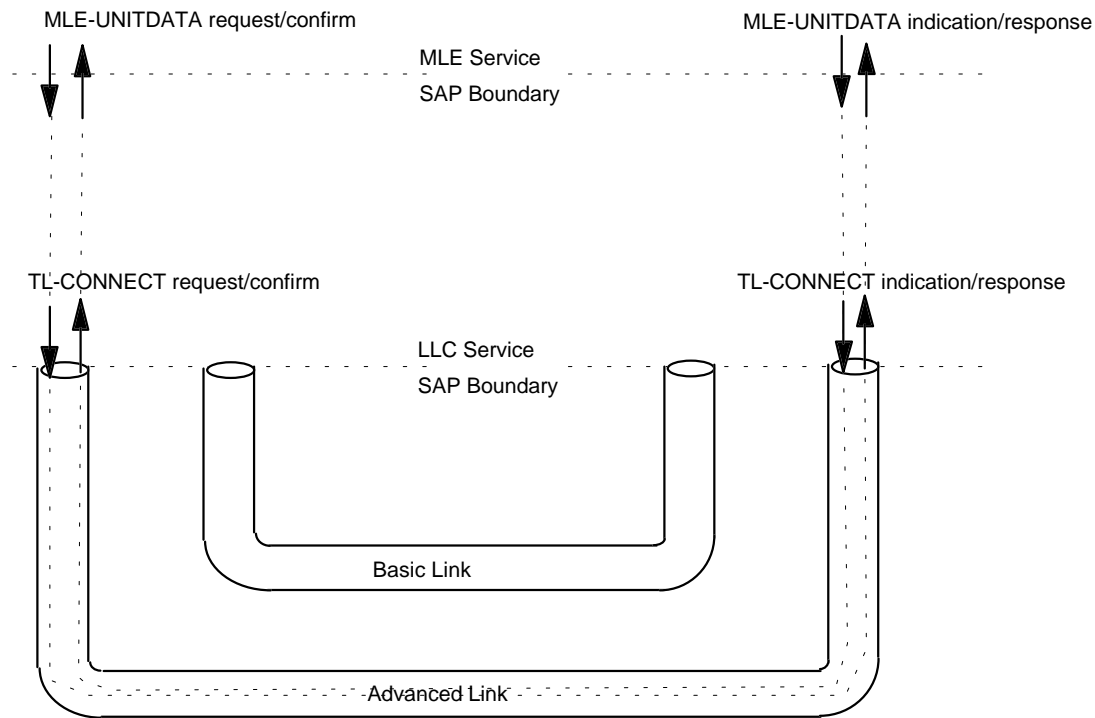 MLE-UNITDATA request/confirm
MLE-UNITDATA indication/response
MLE Service
SAP Boundary
TL-CONNECT request/confirm
TL-CONNECT indication/response
LLC Service
SAP Boundary
Basic Link
Advanced Link